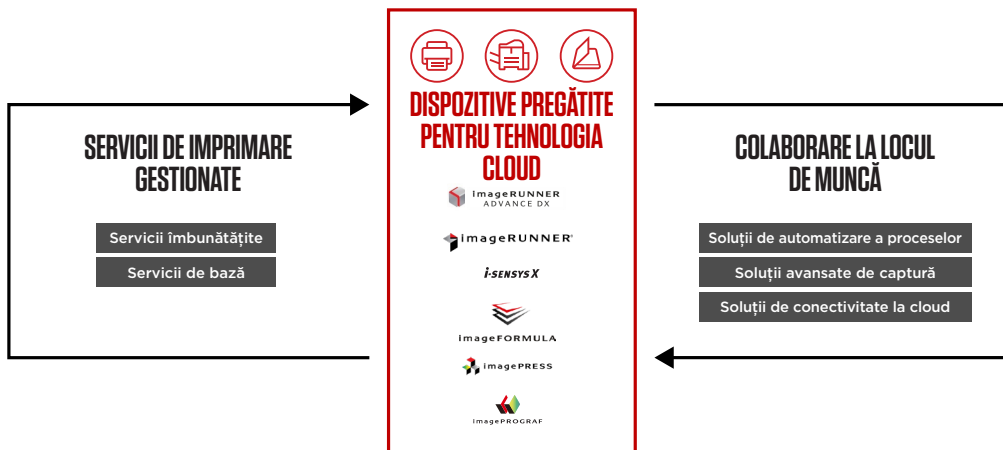 SERVICII DE IMPRIMARE
GESTIONATE
Servicii îmbunătățite
Servicii de bază
DISPOZITIVE PREGĂTITE
PENTRU TEHNOLOGIA
CLOUD
imageRUNNER
ADVANCE DX
imageRUNNER®
i-SENSYS X
imageFORMULA
imagePRESS
imagePROGRAF
COLABORARE LA LOCUL
DE MUNCĂ
Soluții de automatizare a proceselor
Soluții avansate de captură
Soluții de conectivitate la cloud